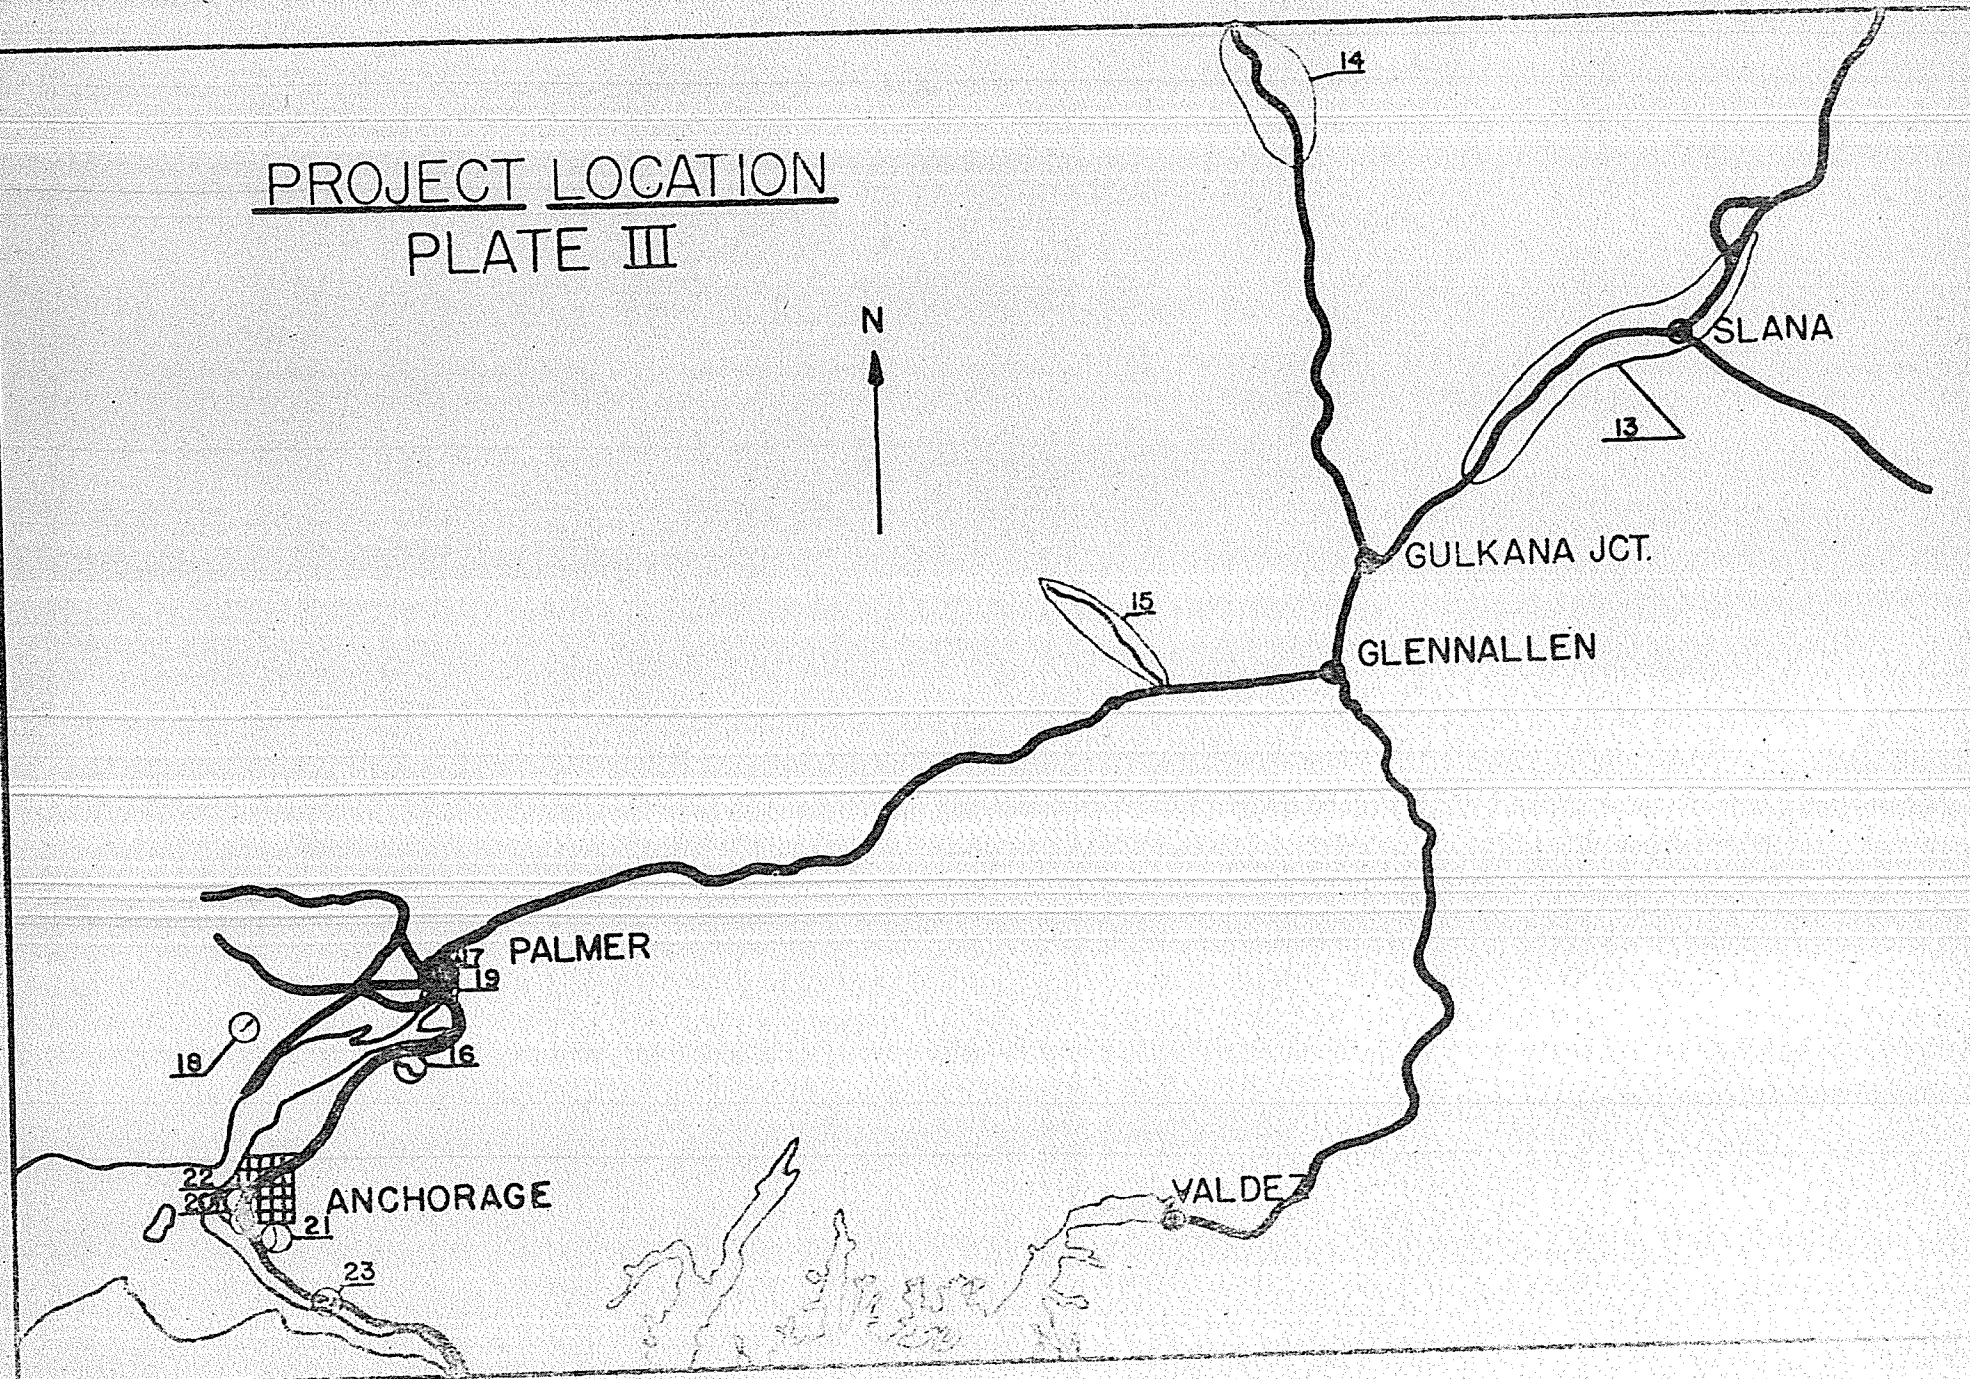 PROJECT LOCATION
PLATE III
N
14
SLANA
13
GULKANA JCT.
15
GLENNALLEN
17
PALMER
19
18
16
22
20
ANCHORAGE
21
VALDEZ
23